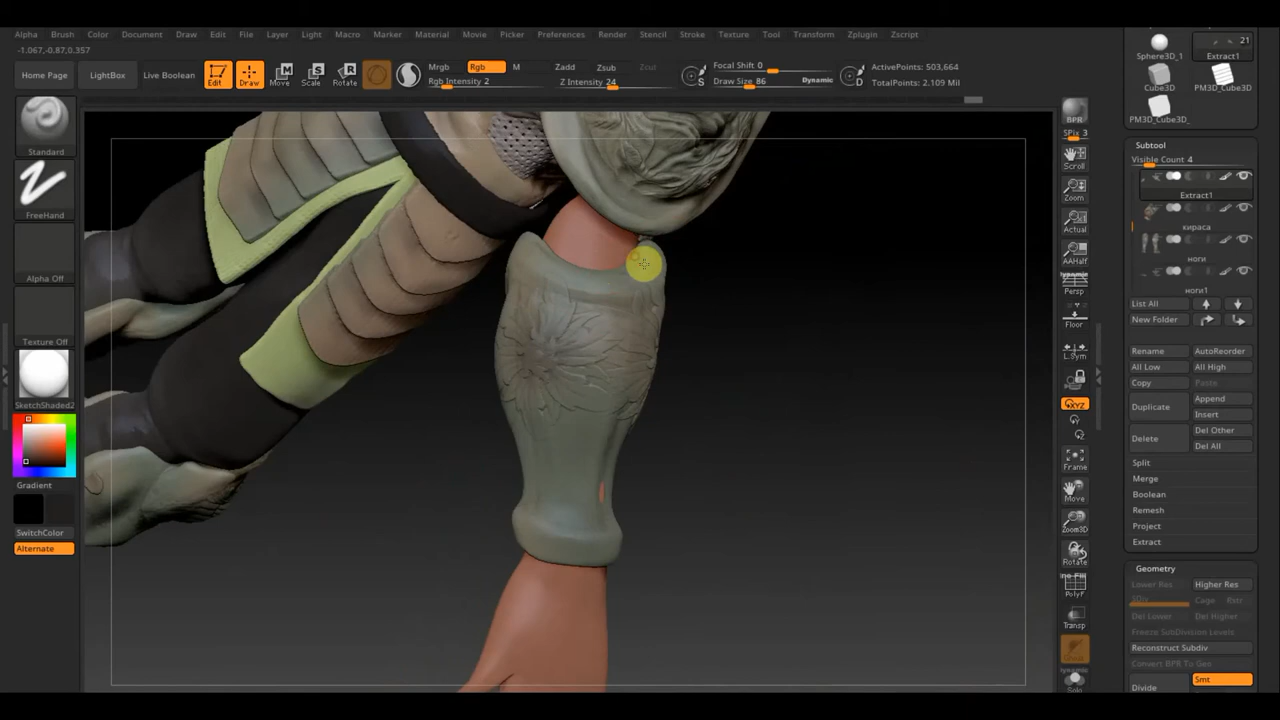 Alpha Brush Color Document Draw Edit File Layer Light Macro Marker Material Movie Picker Preferences Render Stencil Stroke Texture Tool Transform Zplugin Zscript
-1.067,-0.87,0.357
Home Page
LightBox
Live Boolean
Edit
Draw
Move
Scale
Rotate
Mrgb Rgb M
Rgb Intensity 2
Zadd Zsub Zcut
Z Intensity 24
S
Focal Shift 0
Draw Size 86 Dynamic
D
ActivePoints: 503,664
TotalPoints: 2.109 Mil
Standard
FreeHand
Alpha Off
Texture Off
SketchShaded2
Gradient
SwitchColor
Alternate
BPR
SPix 3
Scroll
Zoom
Actual
AAHalf
Dynamic
Persp
Floor
L.Sym
XYZ
Y
Z
Frame
Move
Zoom3D
Rotate
Line Fill
PolyF
Transp
Dynamic
Solo
21
Sphere3D_1 Extract1
Cube3D PM3D_Cube3D
PM3D_Cube3D_
Subtool
Visible Count 4
Extract1
кираса
ноги
ноги1
List All
New Folder
Rename AutoReorder
All Low All High
Copy Paste
Duplicate Append
Insert
Delete Del Other
Del All
Split
Merge
Boolean
Remesh
Project
Extract
Geometry
Lower Res Higher Res
SDiv Cage Rstr
Del Lower Del Higher
Freeze SubDivision Levels
Reconstruct Subdiv
Convert BPR To Geo
Divide Smt